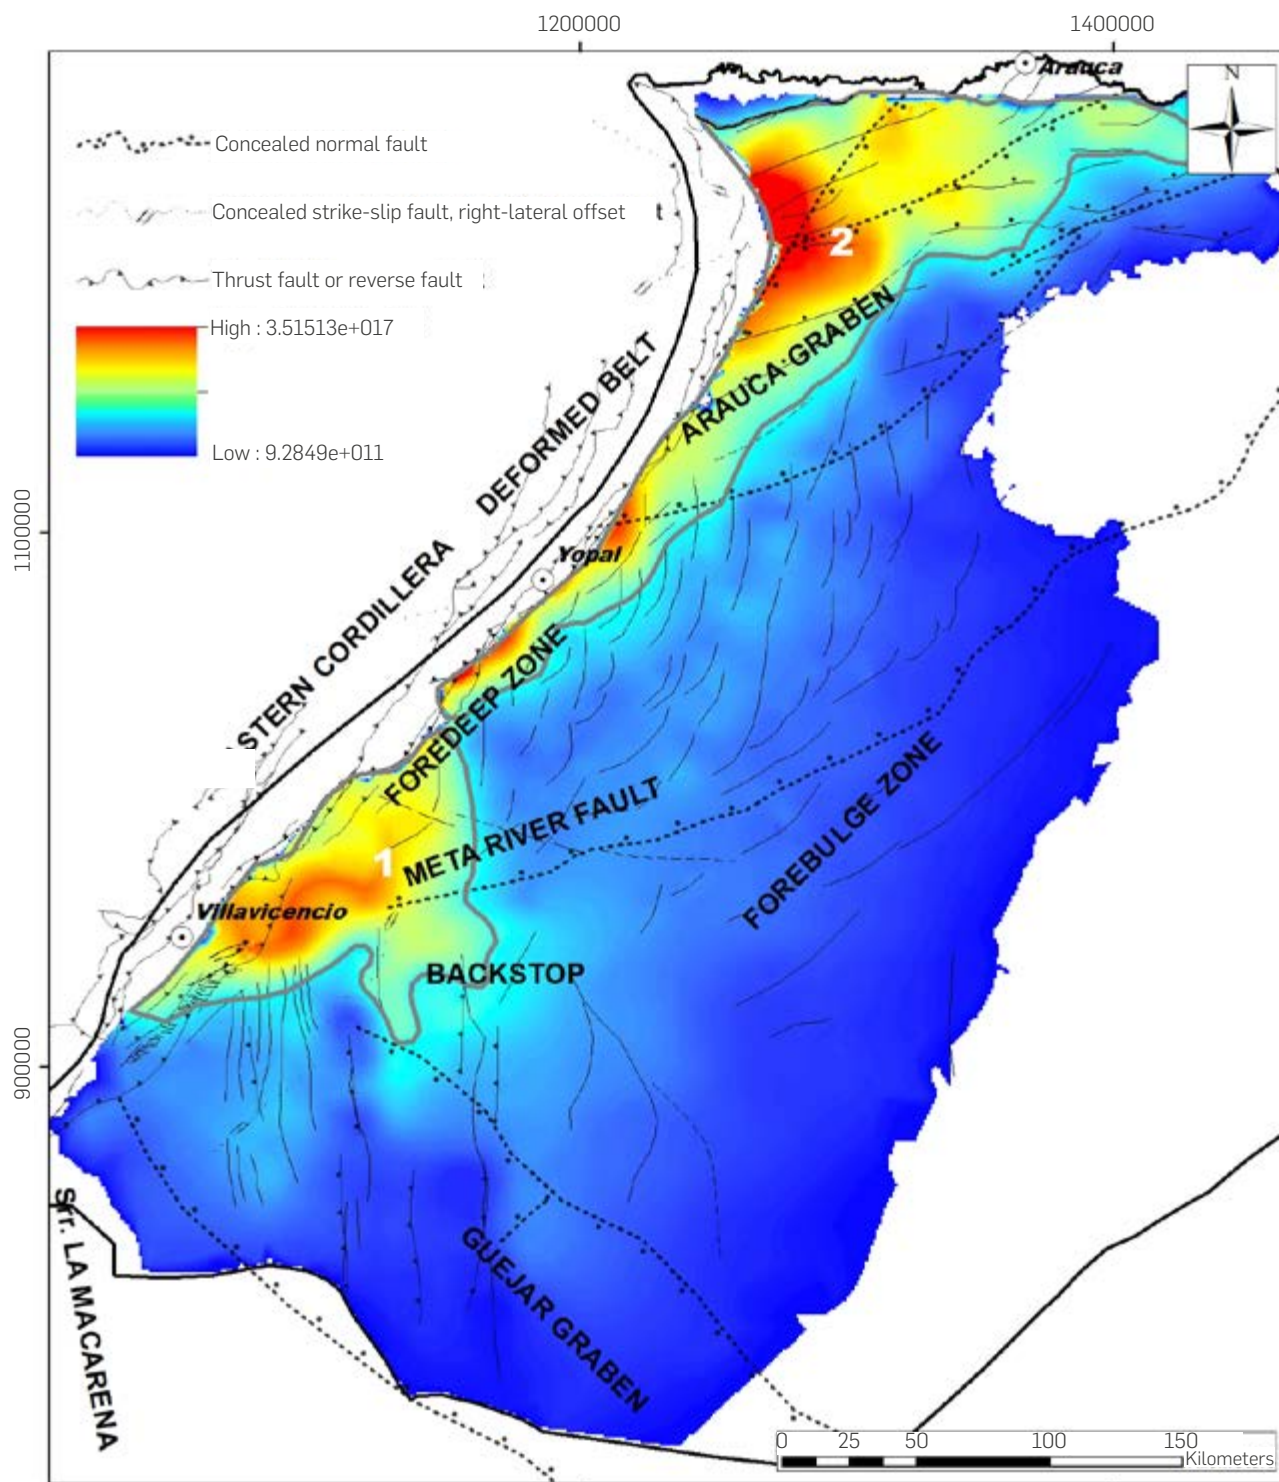 1200000
1400000
Arauca
N
Concealed normal fault
Concealed strike-slip fault, right-lateral offset
Thrust fault or reverse fault
High : 3.51513e+017
Low : 9.2849e+011
2
ARAUCA GRABEN
DEFORMED BELT
1100000
Yopal
STERN CORDILLERA
FOREDEEP ZONE
META RIVER FAULT
FOREBULGE ZONE
1
Villavicencio
BACKSTOP
900000
Srr. LA MACARENA
GUEJAR GRABEN
0 25 50 100 150
Kilometers